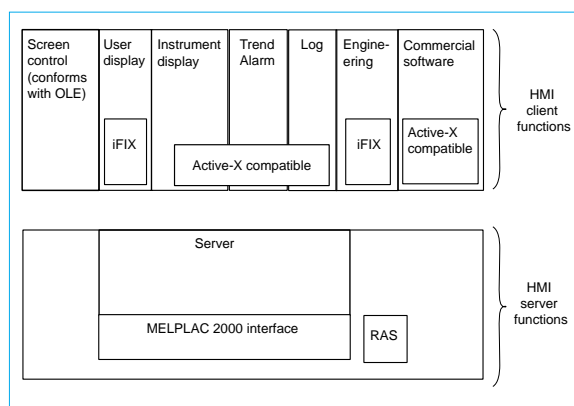 Screen
control
(conforms
with OLE)
User
display
Instrument
display
Trend
Alarm
Log
Engine-
ering
Commercial
software
iFIX
Active-X compatible
iFIX
Active-X
compatible
HMI
client
functions
Server
MELPLAC 2000 interface
RAS
HMI
server
functions